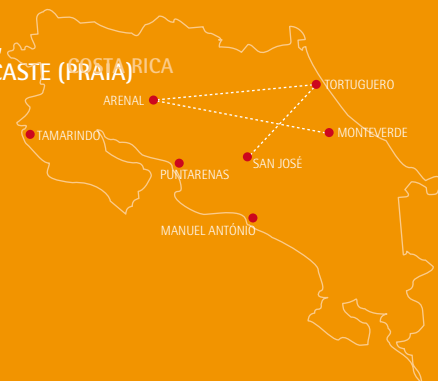 CASTE (PRAIA)
COSTA RICA
TORTUGUERO
ARENAL
MONTEVERDE
TAMARINDO
SAN JOSÉ
PUNTARENAS
MANUEL ANTÓNIO